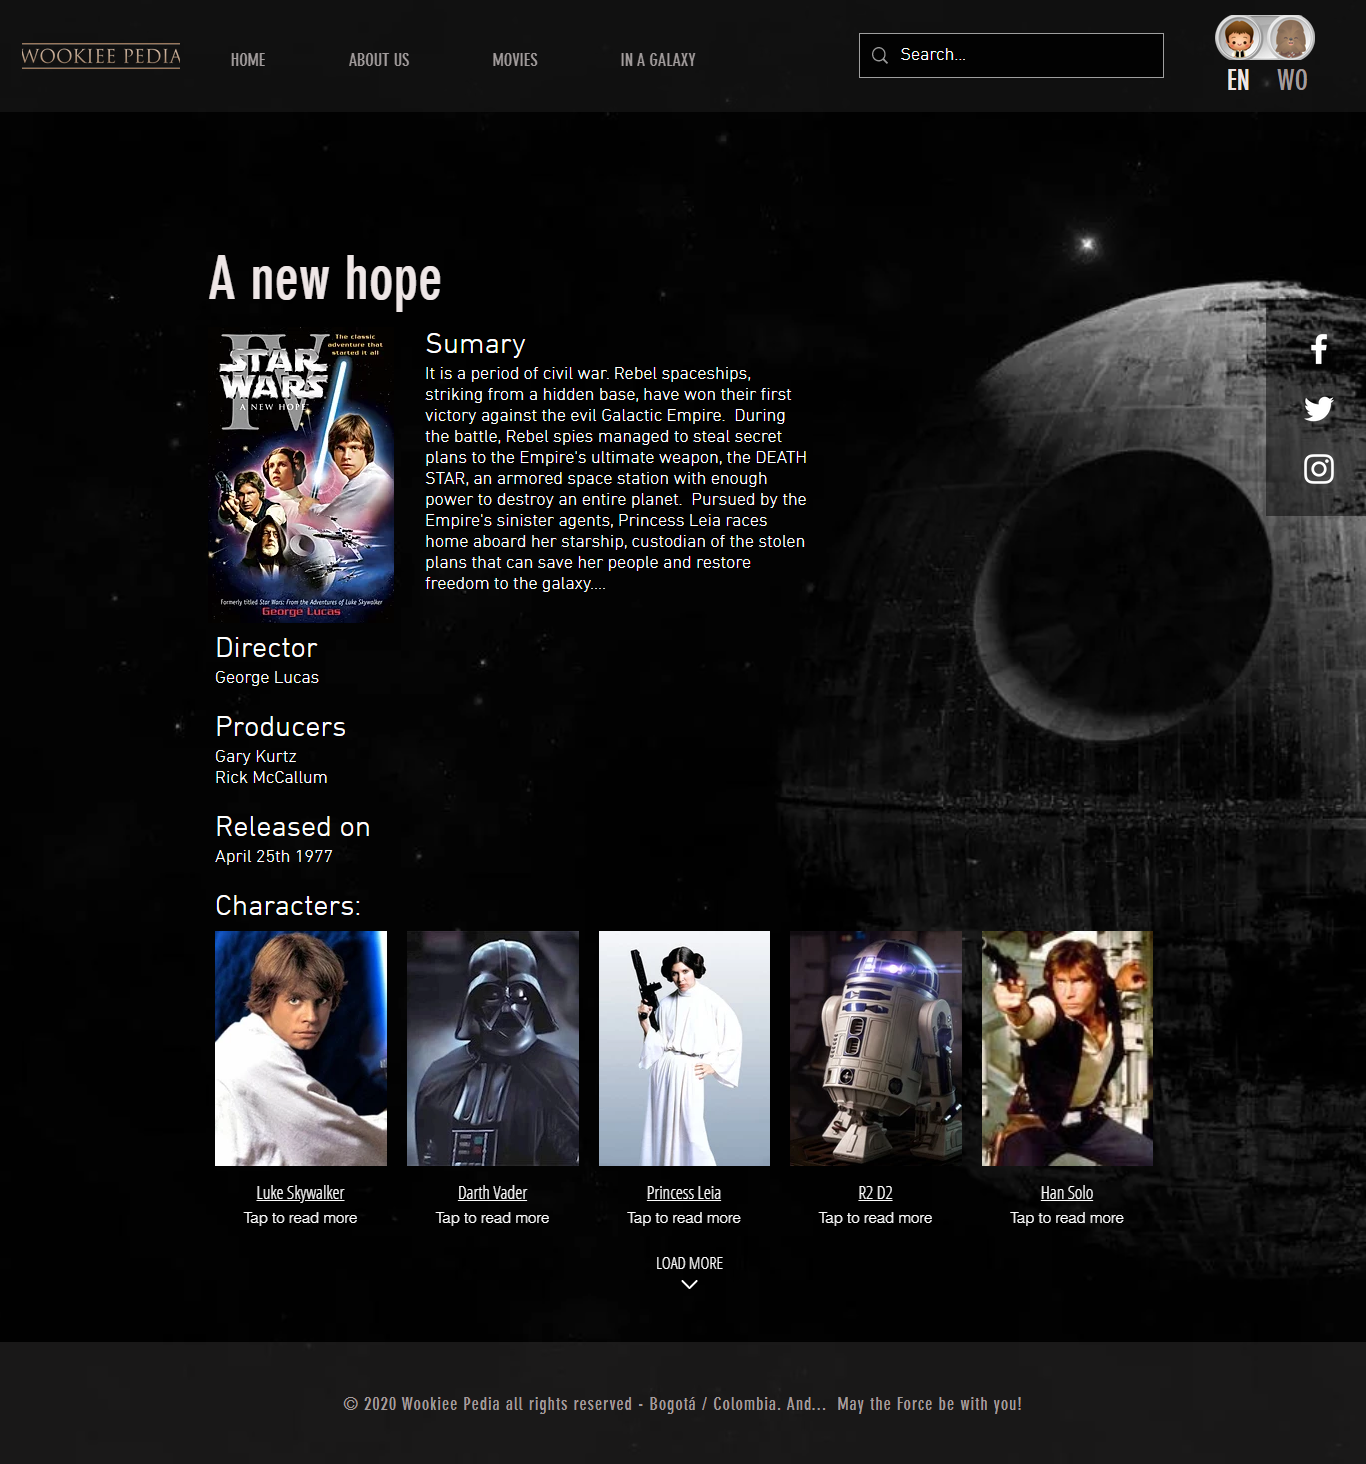 WOOKIEE PEDIA
HOME
ABOUT US
MOVIES
IN A GALAXY
Search...
EN
WO
A new hope
The classic
adventure that
started it all
IV
STAR
WARS
A NEW HOPE
Formerly titled Star Wars: From the Adventures of Luke Skywalker
George Lucas
Sumary
It is a period of civil war. Rebel spaceships,
striking from a hidden base, have won their first
victory against the evil Galactic Empire.  During
the battle, Rebel spies managed to steal secret
plans to the Empire's ultimate weapon, the DEATH
STAR, an armored space station with enough
power to destroy an entire planet.  Pursued by the
Empire's sinister agents, Princess Leia races
home aboard her starship, custodian of the stolen
plans that can save her people and restore
freedom to the galaxy....
Director
George Lucas
Producers
Gary Kurtz
Rick McCallum
Released on
April 25th 1977
Characters:
Luke Skywalker
Tap to read more
Darth Vader
Tap to read more
Princess Leia
Tap to read more
R2 D2
Tap to read more
Han Solo
Tap to read more
LOAD MORE
© 2020 Wookiee Pedia all rights reserved - Bogotá / Colombia. And...  May the Force be with you!